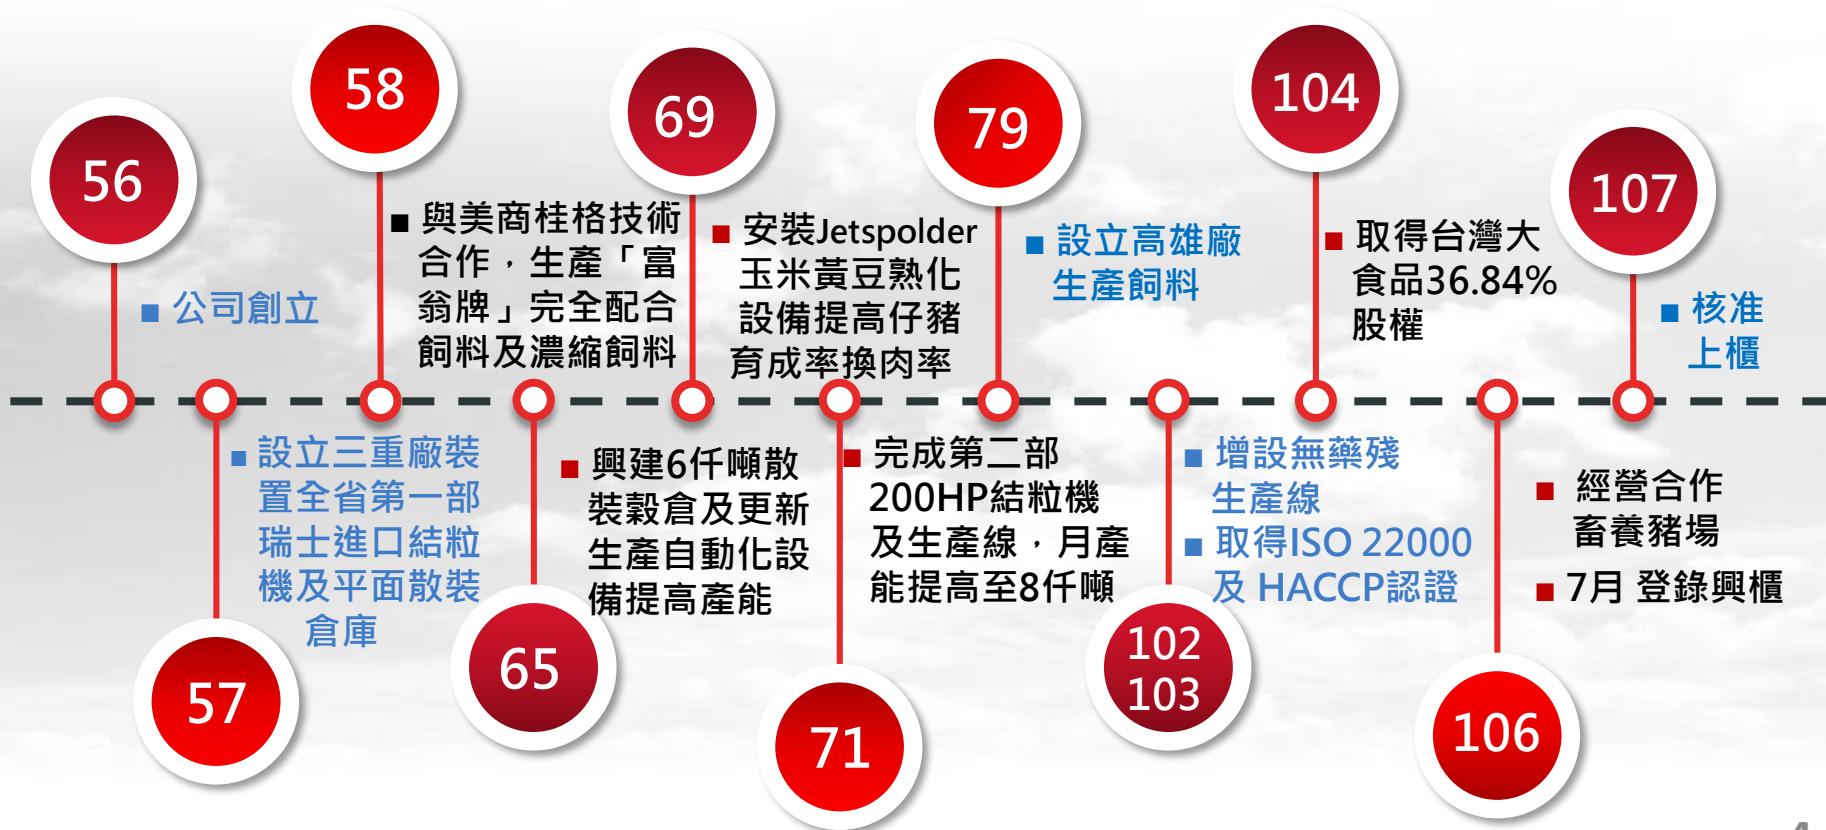 56
■ 公司創立
57
■ 設立三重廠裝
置全省第一部
瑞士進口結粒
機及平面散裝
倉庫
58
■ 與美商桂格技術
合作，生產「富
翁牌」完全配合
飼料及濃縮飼料
65
■ 興建6仟噸散
裝穀倉及更新
生產自動化設
備提高產能
69
■ 安裝Jetspolder
玉米黃豆熟化
設備提高仔豬
育成率換肉率
71
■ 完成第二部
200HP結粒機
及生產線，月產
能提高至8仟噸
79
■ 設立高雄廠
生產飼料
102
103
■ 增設無藥殘
生產線
■ 取得ISO 22000
及 HACCP認證
104
■ 取得台灣大
食品36.84%
股權
106
■ 經營合作
畜養豬場
■ 7月 登錄興櫃
107
■ 核准
上櫃